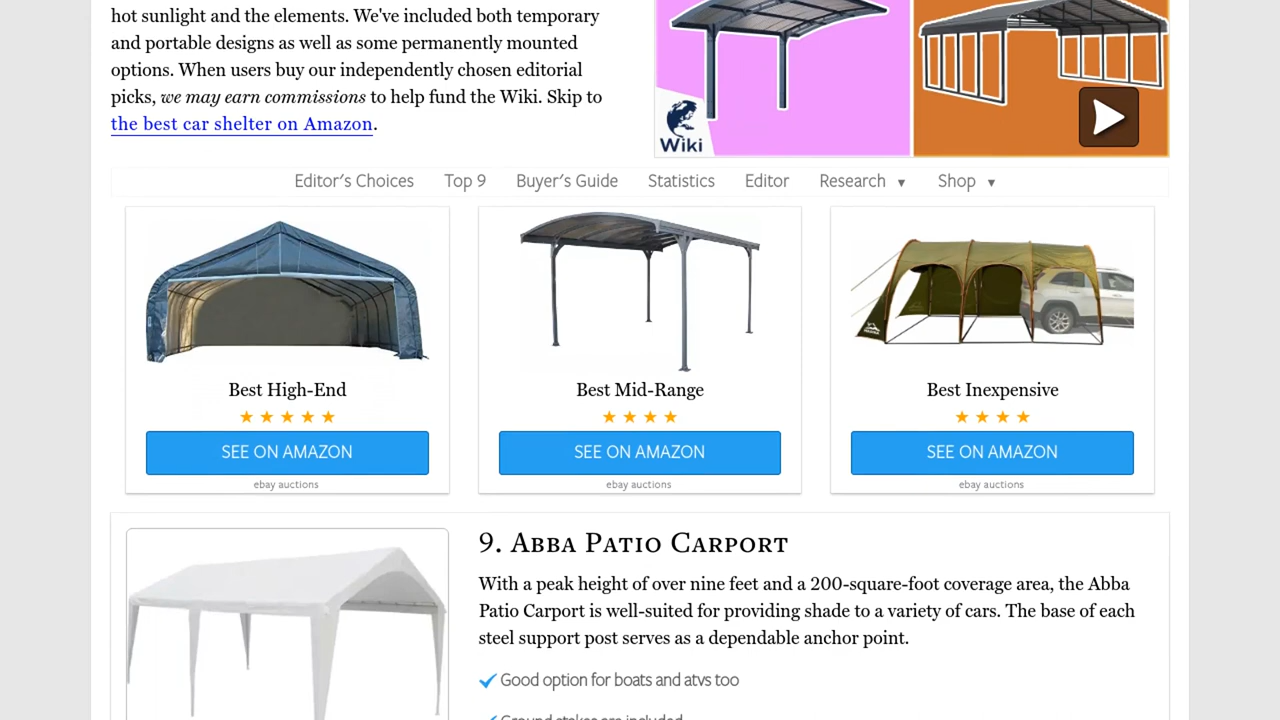 hot sunlight and the elements. We've included both temporary
and portable designs as well as some permanently mounted
options. When users buy our independently chosen editorial
picks, we may earn commissions to help fund the Wiki. Skip to
the best car shelter on Amazon.
Wiki
Editor's Choices Top 9 Buyer's Guide Statistics Editor Research ▼ Shop ▼
Best High-End
★ ★ ★ ★ ★
SEE ON AMAZON
ebay auctions
Best Mid-Range
★ ★ ★ ★
SEE ON AMAZON
ebay auctions
Best Inexpensive
★ ★ ★ ★
SEE ON AMAZON
ebay auctions
9. Abba Patio Carport
With a peak height of over nine feet and a 200-square-foot coverage area, the Abba
Patio Carport is well-suited for providing shade to a variety of cars. The base of each
steel support post serves as a dependable anchor point.
Good option for boats and atvs too
Ground stakes are included